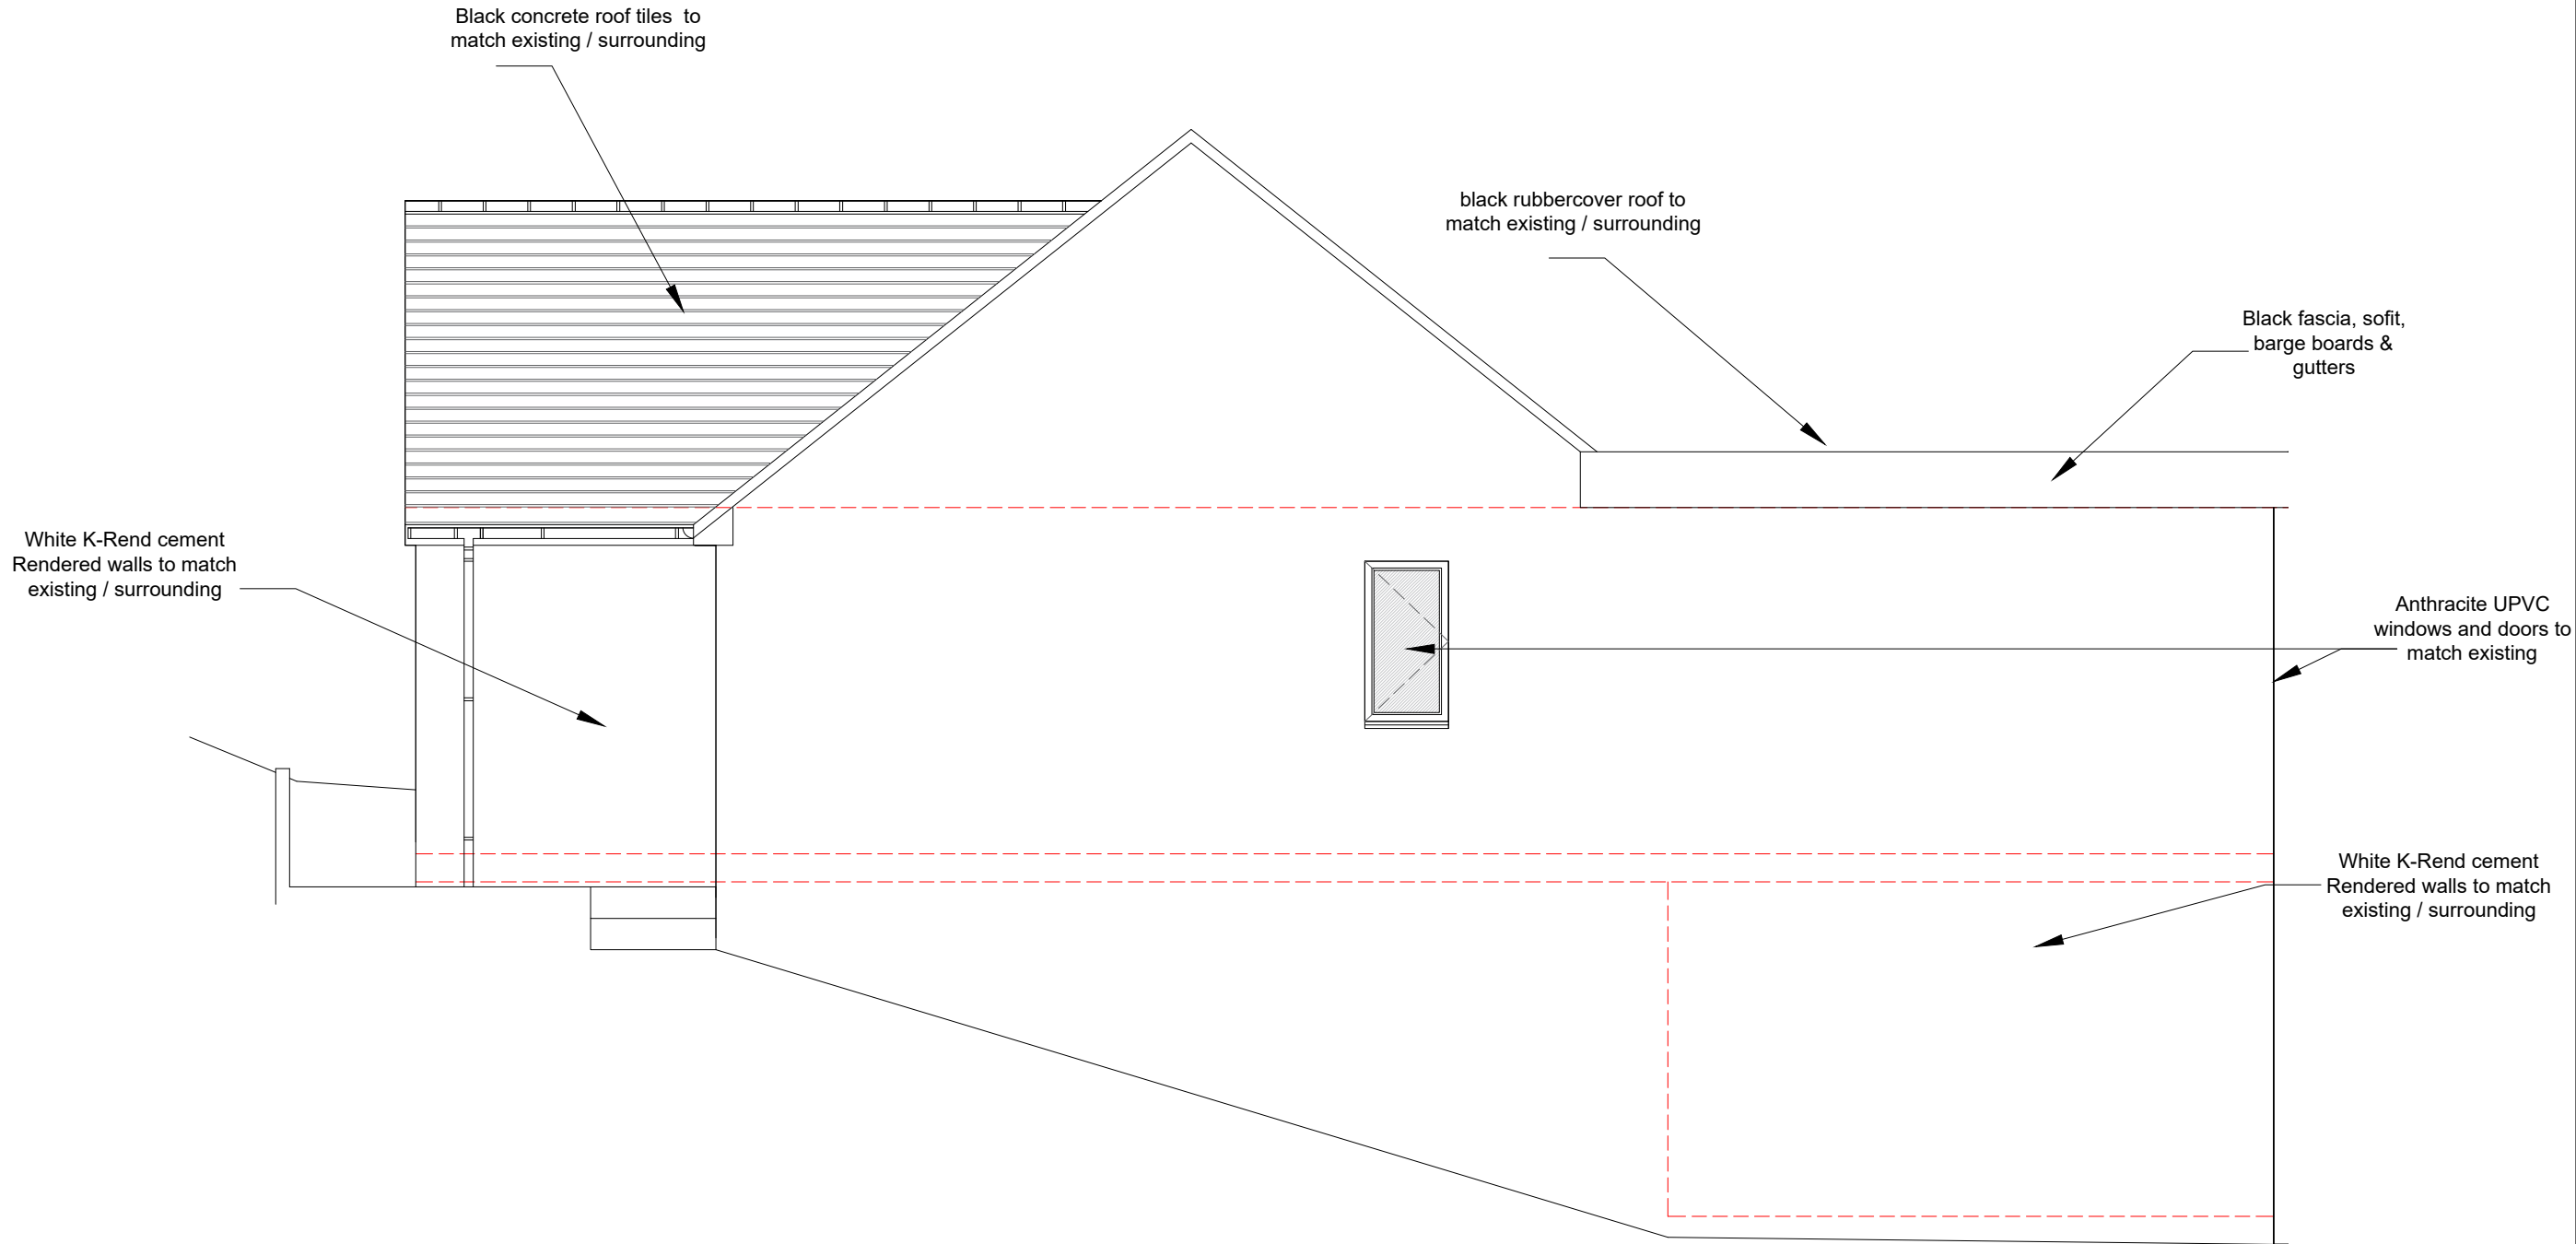 Black concrete roof tiles to
match existing / surrounding
black rubbercover roof to
match existing / surrounding
Black fascia, sofit,
barge boards &
gutters
White K-Rend cement
Rendered walls to match
existing / surrounding
Anthracite UPVC
windows and doors to
match existing
White K-Rend cement
Rendered walls to match
existing / surrounding